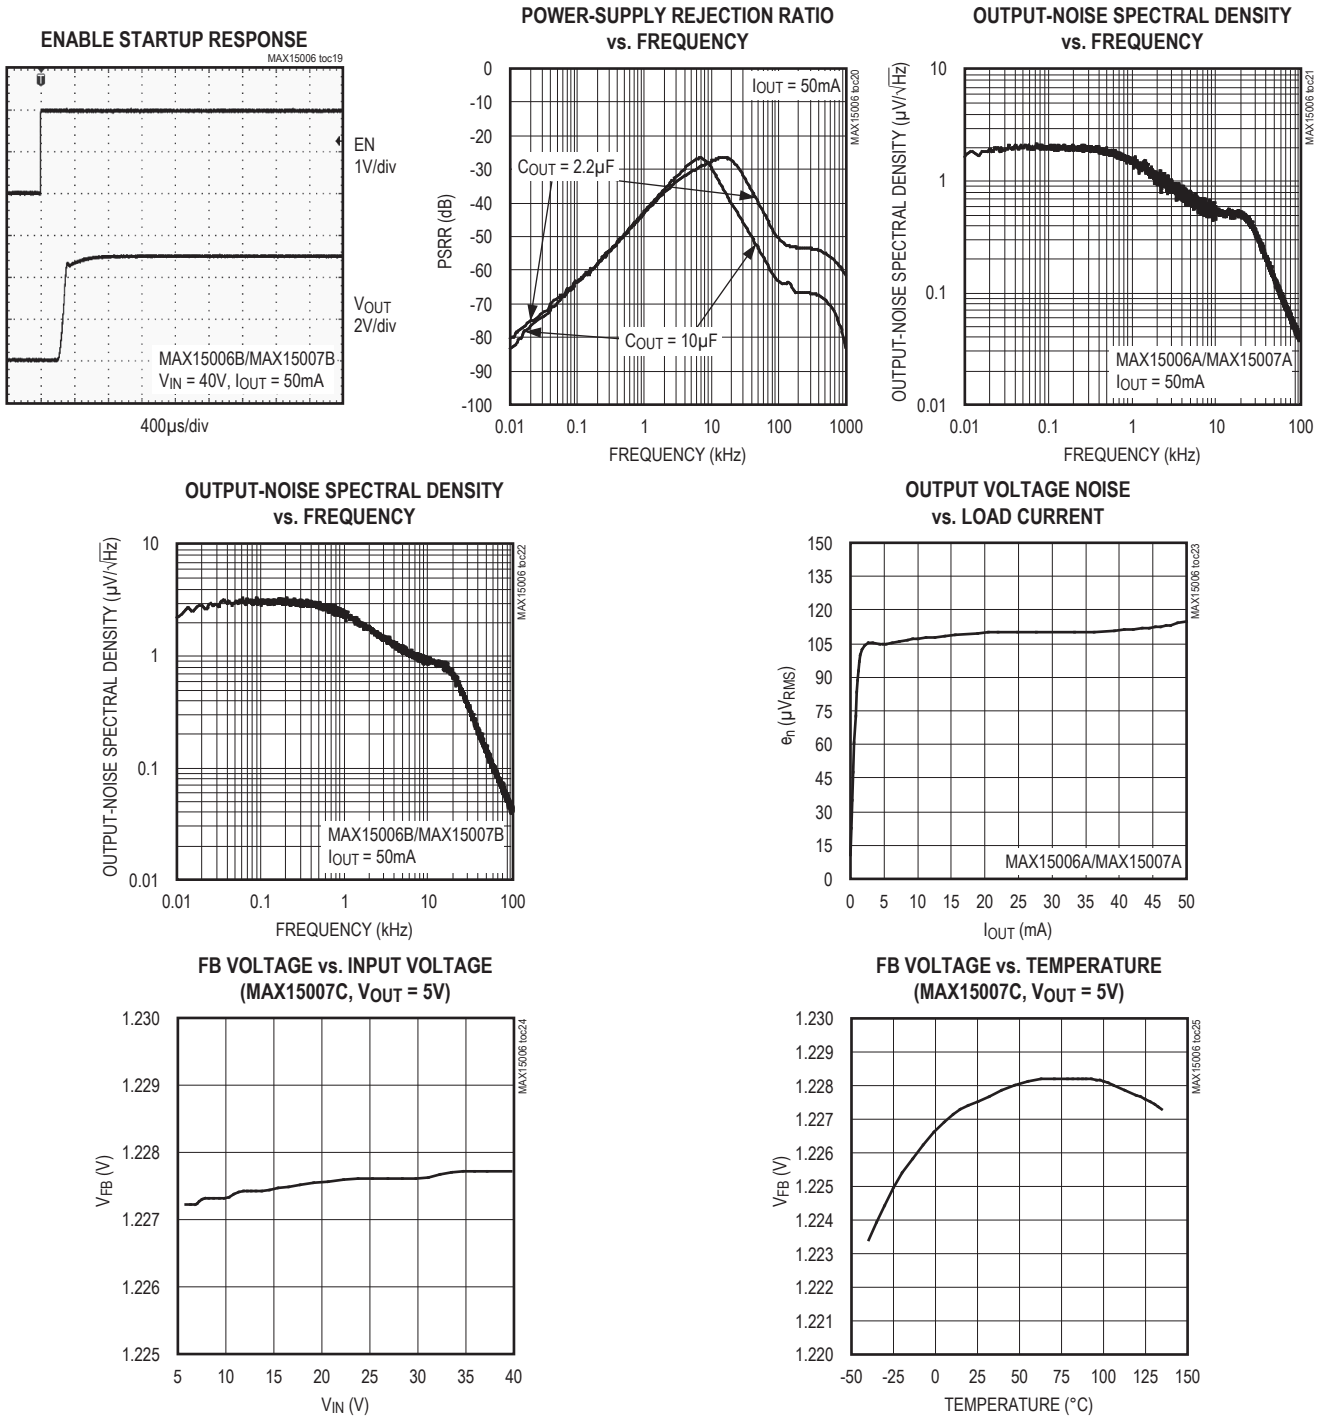 ENABLE STARTUP RESPONSE
MAX15006 toc19
T
EN
1V/div
VOUT
2V/div
MAX15006B/MAX15007B
VIN = 40V, IOUT = 50mA
400µs/div
POWER-SUPPLY REJECTION RATIO
vs. FREQUENCY
MAX15006 toc20
IOUT = 50mA
COUT = 2.2µF
COUT = 10µF
PSRR (dB)
0
-10
-20
-30
-40
-50
-60
-70
-80
-90
-100
0.01 0.1 1 10 100 1000
FREQUENCY (kHz)
OUTPUT-NOISE SPECTRAL DENSITY
vs. FREQUENCY
MAX15006 toc21
OUTPUT-NOISE SPECTRAL DENSITY (µV/√Hz)
10
1
0.1
0.01
MAX15006A/MAX15007A
IOUT = 50mA
0.01 0.1 1 10 100
FREQUENCY (kHz)
OUTPUT-NOISE SPECTRAL DENSITY
vs. FREQUENCY
MAX15006 toc22
OUTPUT-NOISE SPECTRAL DENSITY (µV/√Hz)
10
1
0.1
0.01
MAX15006B/MAX15007B
IOUT = 50mA
0.01 0.1 1 10 100
FREQUENCY (kHz)
OUTPUT VOLTAGE NOISE
vs. LOAD CURRENT
MAX15006 toc23
en (µVRMS)
150
135
120
105
90
75
60
45
30
15
0
MAX15006A/MAX15007A
0 5 10 15 20 25 30 35 40 45 50
IOUT (mA)
FB VOLTAGE vs. INPUT VOLTAGE
(MAX15007C, VOUT = 5V)
MAX15006 toc24
VFB (V)
1.230
1.229
1.228
1.227
1.226
1.225
5 10 15 20 25 30 35 40
VIN (V)
FB VOLTAGE vs. TEMPERATURE
(MAX15007C, VOUT = 5V)
MAX15006 toc25
VFB (V)
1.230
1.229
1.228
1.227
1.226
1.225
1.224
1.223
1.222
1.221
1.220
-50 -25 0 25 50 75 100 125 150
TEMPERATURE (°C)